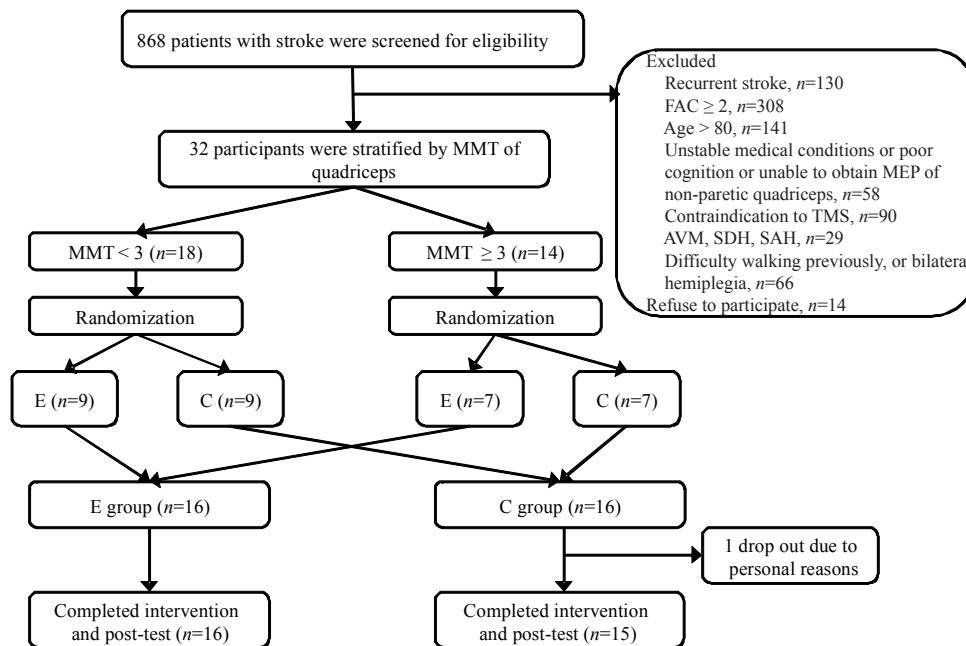 868 patients with stroke were screened for eligibility
Excluded
Recurrent stroke, n=130
FAC ≥ 2, n=308
Age > 80, n=141
Unstable medical conditions or poor
cognition or unable to obtain MEP of
non-paretic quadriceps, n=58
Contraindication to TMS, n=90
AVM, SDH, SAH, n=29
Difficulty walking previously, or bilateral
hemiplegia, n=66
Refuse to participate, n=14
32 participants were stratified by MMT of
quadriceps
MMT < 3 (n=18)
MMT ≥ 3 (n=14)
Randomization
Randomization
E (n=9)
C (n=9)
E (n=7)
C (n=7)
E group (n=16)
C group (n=16)
1 drop out due to
personal reasons
Completed intervention
and post-test (n=16)
Completed intervention
and post-test (n=15)